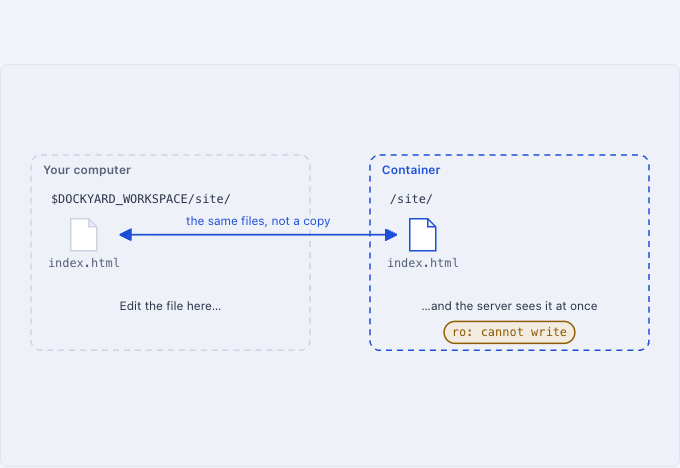 Your computer
$DOCKYARD_WORKSPACE/site/
index.html
Edit the file here…
the same files, not a copy
Container
/site/
index.html
…and the server sees it at once
ro: cannot write